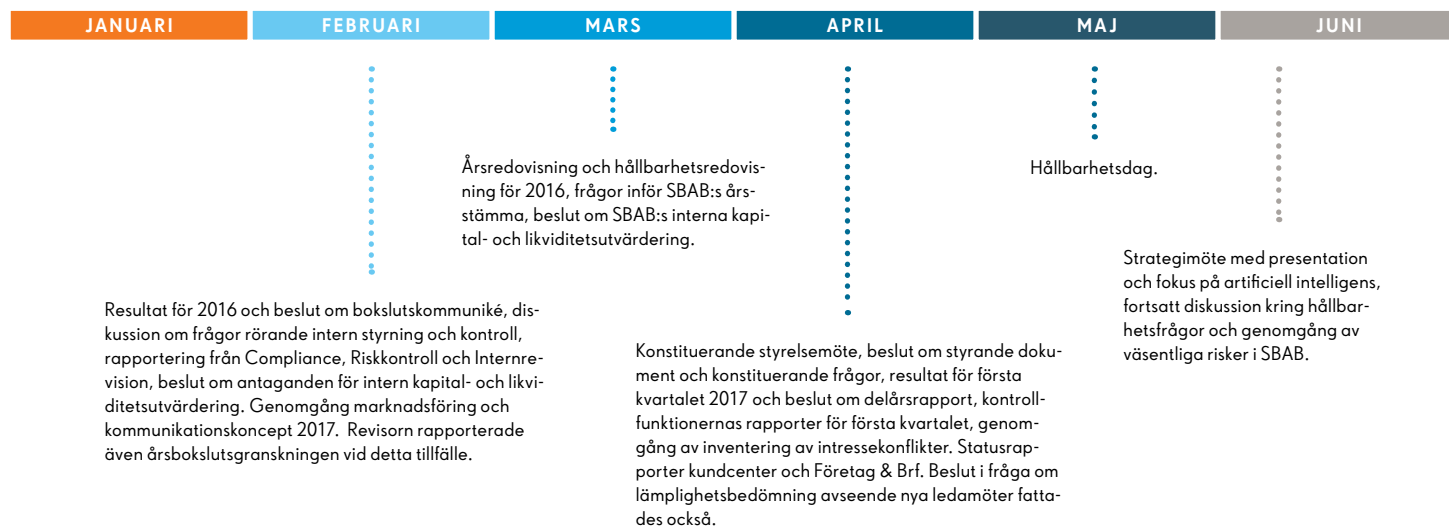 JANUARI
FEBRUARI
MARS
APRIL
MAJ
JUNI
Resultat för 2016 och beslut om bokslutskommuniké, dis-
kussion om frågor rörande intern styrning och kontroll,
rapportering från Compliance, Riskkontroll och Internre-
vision, beslut om antaganden för intern kapital- och likvi-
ditetsutvärdering. Genomgång marknadsföring och
kommunikationskoncept 2017. Revisorn rapporterade
även årsbokslutsgranskningen vid detta tillfälle.
Årsredovisning och hållbarhetsredovis-
ning för 2016, frågor inför SBAB:s års-
stämma, beslut om SBAB:s interna kapi-
tal- och likviditetsutvärdering.
Konstituerande styrelsemöte, beslut om styrande doku-
ment och konstituerande frågor, resultat för första
kvartalet 2017 och beslut om delårsrapport, kontroll-
funktionernas rapporter för första kvartalet, genom-
gång av inventering av intressekonflikter. Statusrap-
porter kundcenter och Företag & Brf. Beslut i fråga om
lämplighetsbedömning avseende nya ledamöter fatta-
des också.
Hållbarhetsdag.
Strategimöte med presentation
och fokus på artificiell intelligens,
fortsatt diskussion kring hållbar-
hetsfrågor och genomgång av
väsentliga risker i SBAB.